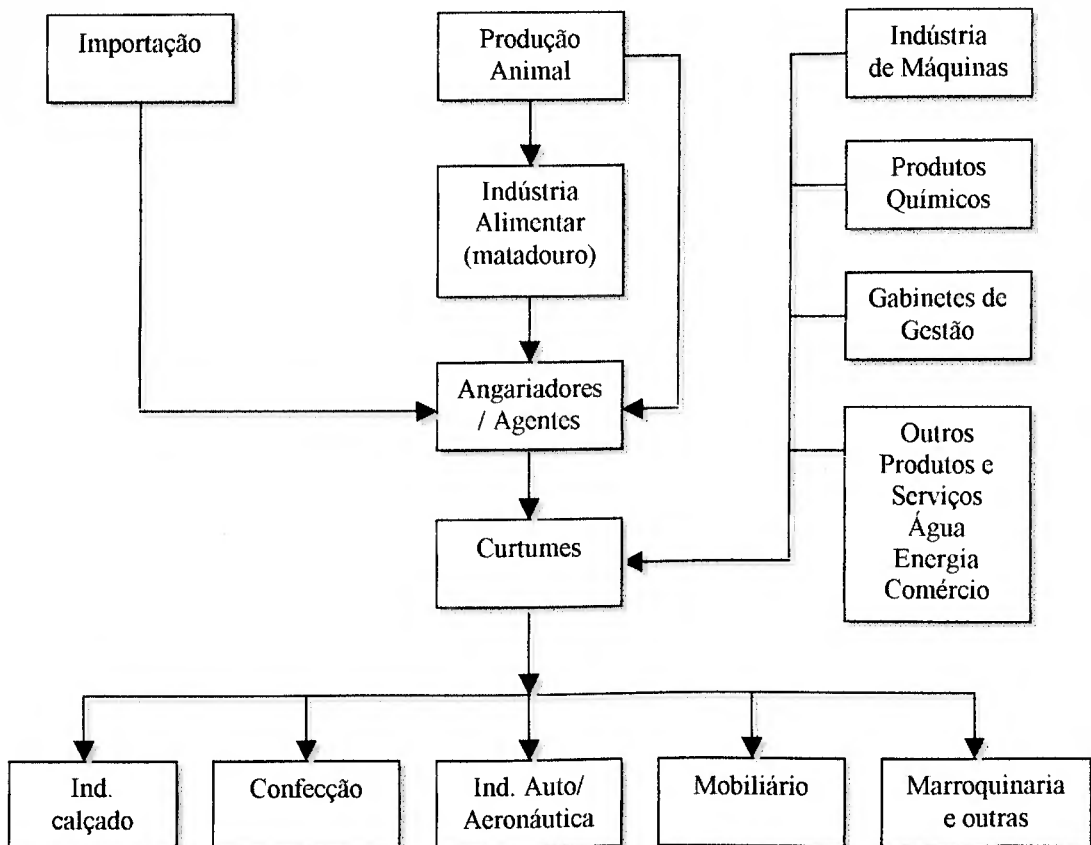 Importação
Produção
Animal
Indústria
de Máquinas
Produtos
Químicos
Indústria
Alimentar
(matadouro)
Gabinetes de
Gestão
Angariadores
/ Agentes
Outros
Produtos e
Serviços
Água
Energia
Comércio
Curtumes
Ind.
calçado
Confecção
Ind. Auto/
Aeronáutica
Mobiliário
Marroquinaria
e outras